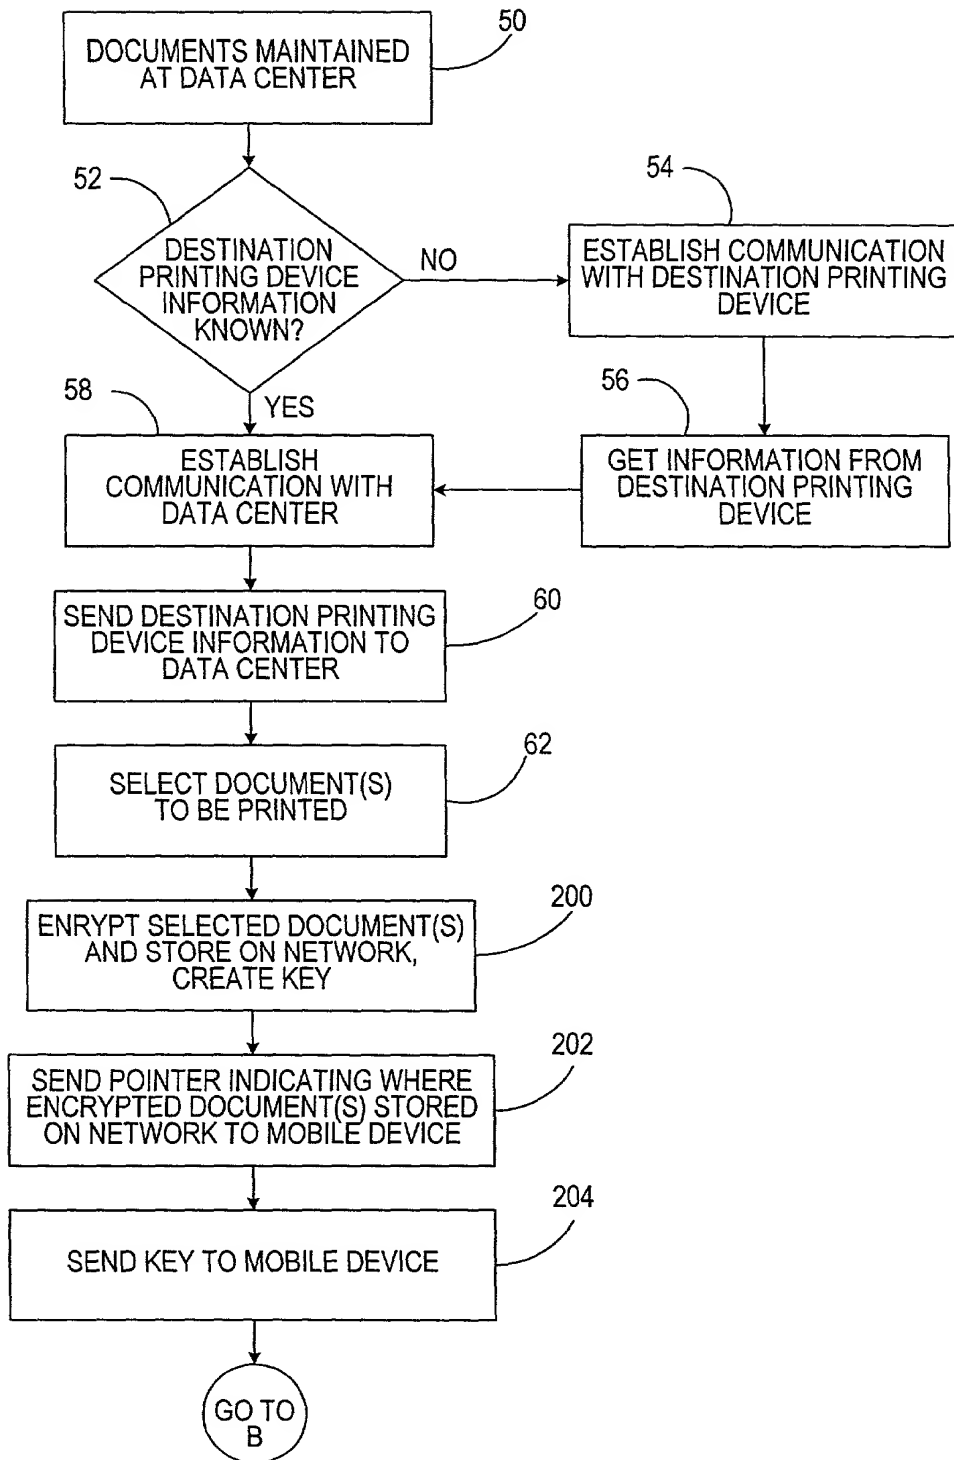 50
DOCUMENTS MAINTAINED
AT DATA CENTER
52
DESTINATION
PRINTING DEVICE
INFORMATION
KNOWN?
NO
54
ESTABLISH COMMUNICATION
WITH DESTINATION PRINTING
DEVICE
56
GET INFORMATION FROM
DESTINATION PRINTING
DEVICE
YES
58
ESTABLISH
COMMUNICATION WITH
DATA CENTER
60
SEND DESTINATION PRINTING
DEVICE INFORMATION TO
DATA CENTER
62
SELECT DOCUMENT(S)
TO BE PRINTED
200
ENRYPT SELECTED DOCUMENT(S)
AND STORE ON NETWORK,
CREATE KEY
202
SEND POINTER INDICATING WHERE
ENCRYPTED DOCUMENT(S) STORED
ON NETWORK TO MOBILE DEVICE
204
SEND KEY TO MOBILE DEVICE
GO TO
B